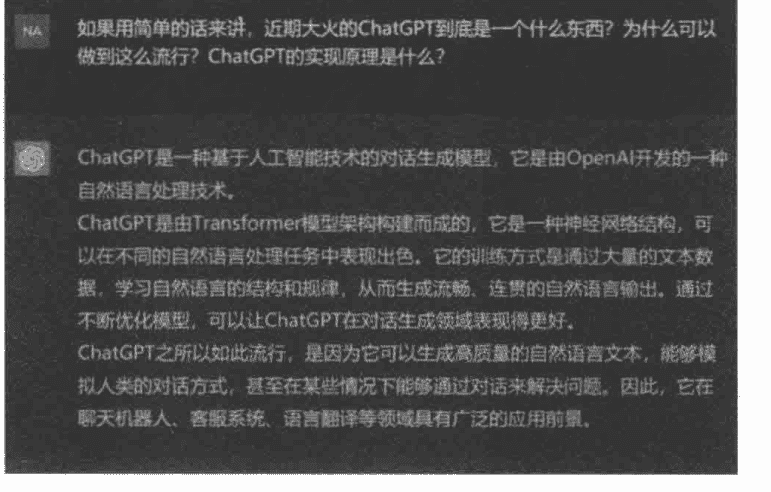 NA
如果用简单的话来讲，近期大火的ChatGPT到底是一个什么东西？为什么可以
做到这么流行？ChatGPT的实现原理是什么？
ChatGPT是一种基于人工智能技术的对话生成模型，它是由OpenAI开发的一种
自然语言处理技术。
ChatGPT是由Transformer模型架构构建而成的，它是一种神经网络结构，可
以在不同的自然语言处理任务中表现出色。它的训练方式是通过大量的文本数
据，学习自然语言的结构和规律，从而生成流畅、连贯的自然语言输出。通过
不断优化模型，可以让ChatGPT在对话生成领域表现得更好。
ChatGPT之所以如此流行，是因为它可以生成高质量的自然语言文本，能够模
拟人类的对话方式，甚至在某些情况下能够通过对话来解决问题。因此，它在
聊天机器人、客服系统、语言翻译等领域具有广泛的应用前景。